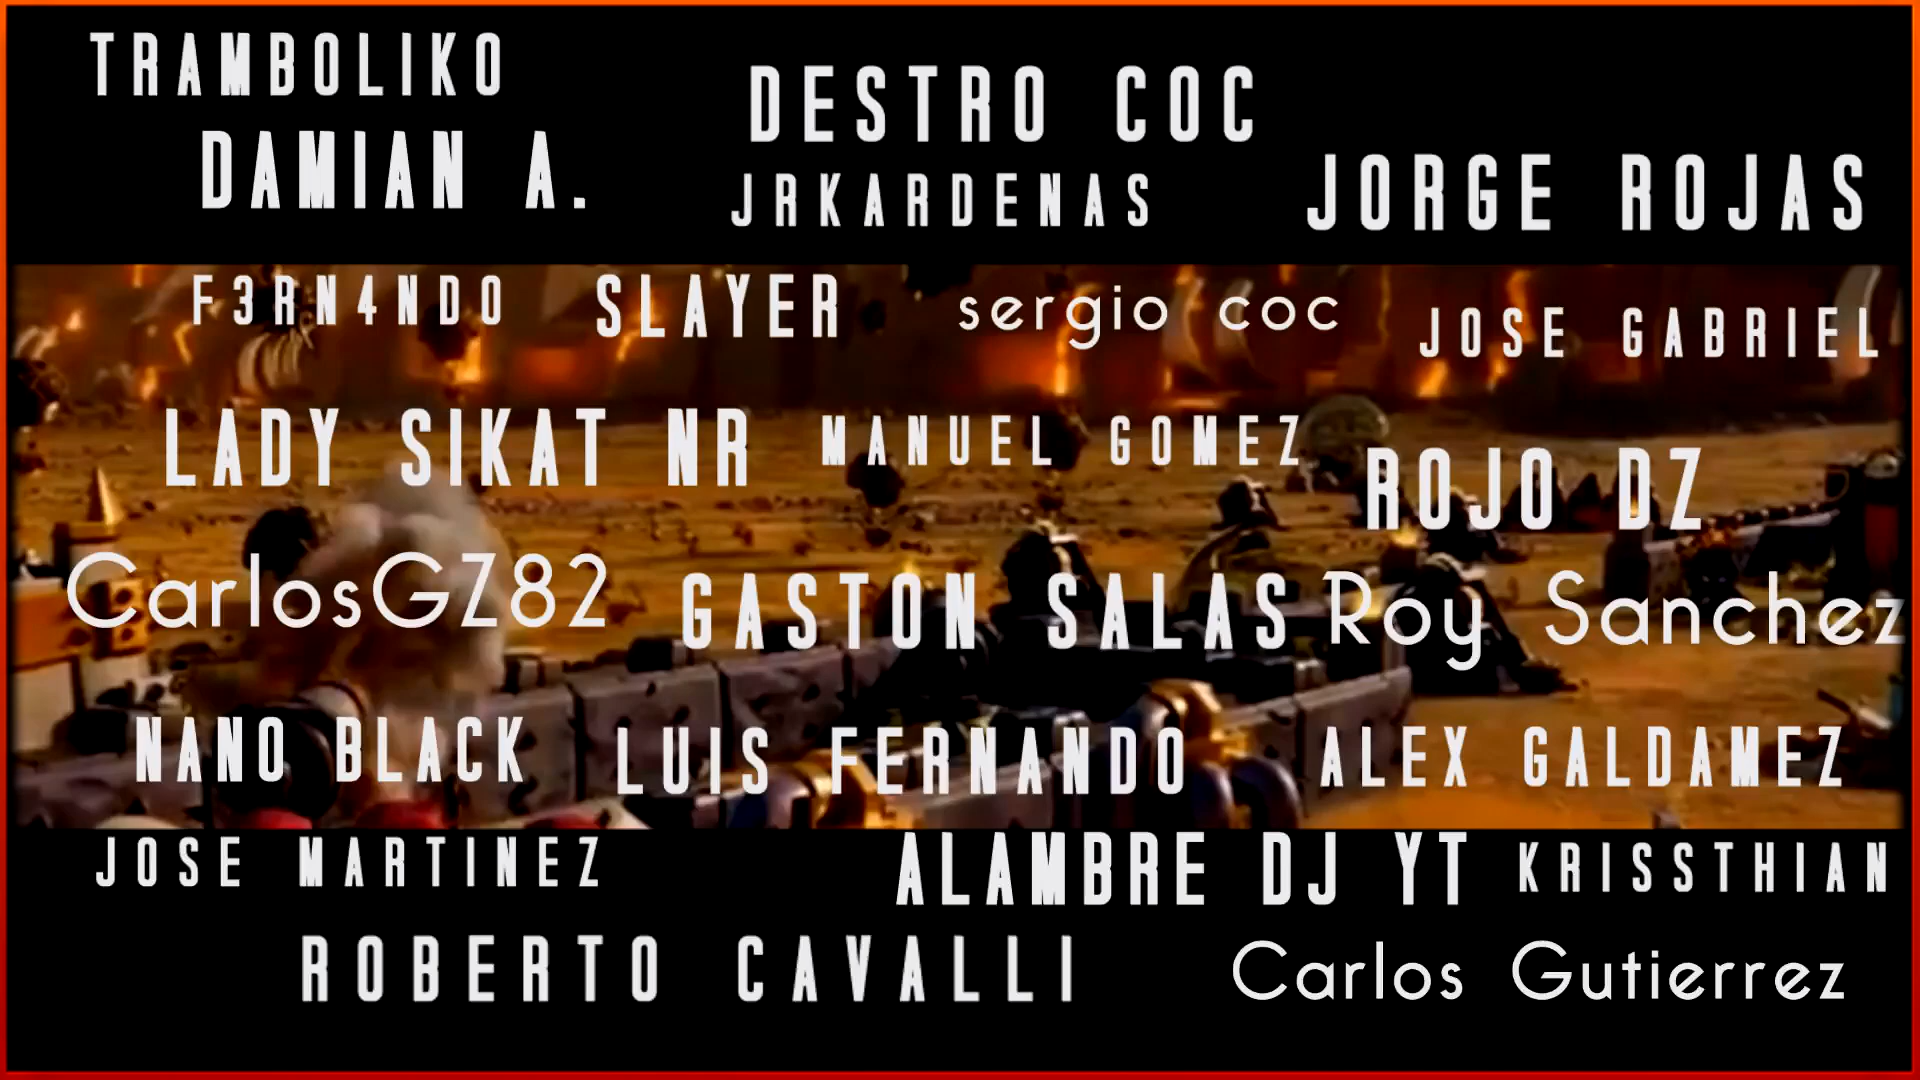 TRAMBOLIKO
DESTRO COC
DAMIAN A.
JRKARDENAS
JORGE ROJAS
F3RN4NDO
SLAYER
sergio coc
JOSE GABRIEL
LADY SIKAT NR
MANUEL GOMEZ
ROJO DZ
CarlosGZ82
GASTON SALAS
Roy Sanchez
NANO BLACK
LUIS FERNANDO
ALEX GALDAMEZ
JOSE MARTINEZ
ALAMBRE DJ YT
KRISSTHIAN
ROBERTO CAVALLI
Carlos Gutierrez